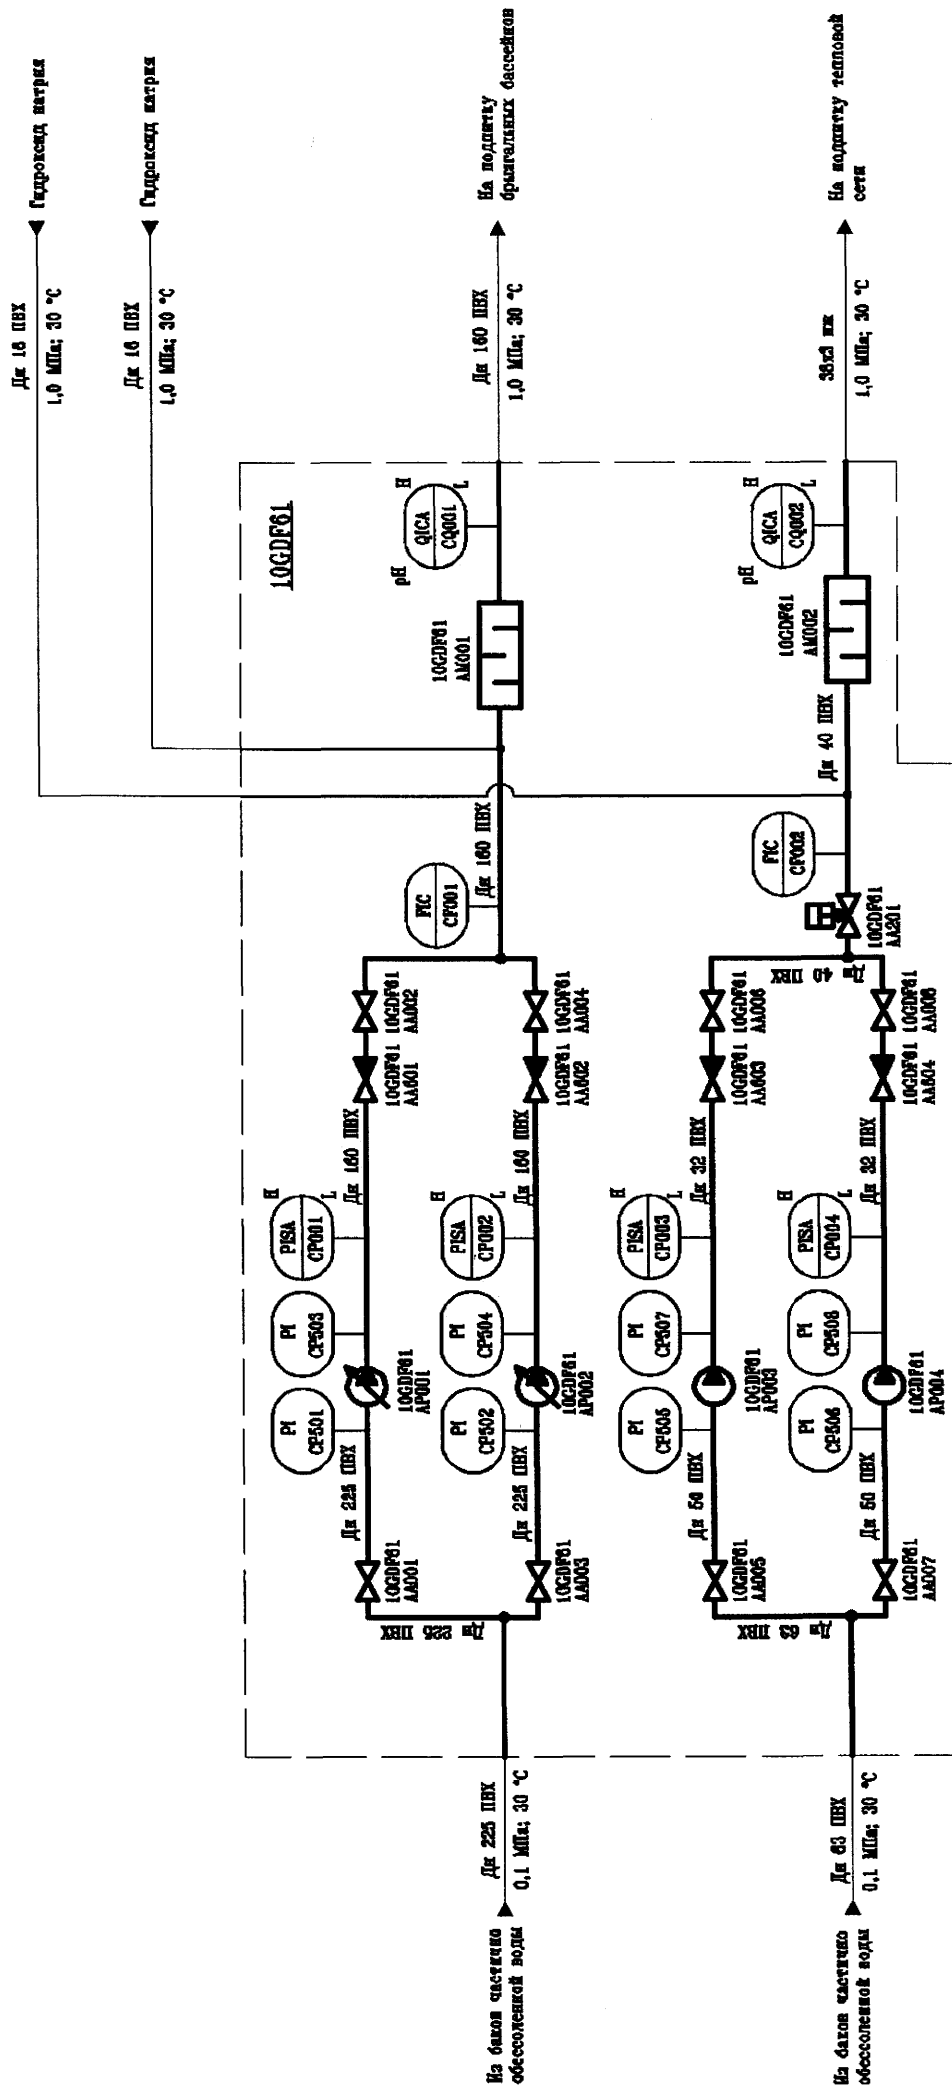 Гидроксид натрия
Дн 16 ПВХ
1,0 МПа; 30 °C
Гидроксид натрия
Дн 16 ПВХ
1,0 МПа; 30 °C
10GDF61
Из баков частично
обессоленной воды
Дн 225 ПВХ
0,1 МПа; 30 °C
Дн 225 ПВХ
10GDF61
AA001
Дн 225 ПВХ
PI
CP501
10GDF61
AP001
PI
CP503
PISA
CP001
H
L
Дн 160 ПВХ
10GDF61
AA601
10GDF61
AA002
10GDF61
AA003
Дн 225 ПВХ
PI
CP502
10GDF61
AP002
PI
CP504
PISA
CP002
H
L
Дн 160 ПВХ
10GDF61
AA602
10GDF61
AA004
FIC
CF001
Дн 160 ПВХ
10GDF61
AM001
pH
QICA
CQ001
H
L
Дн 160 ПВХ
1,0 МПа; 30 °C
На подпитку
брызгальных бассейнов
Из баков частично
обессоленной воды
Дн 63 ПВХ
0,1 МПа; 30 °C
Дн 63 ПВХ
10GDF61
AA005
Дн 50 ПВХ
PI
CP505
10GDF61
AP003
PI
CP507
PISA
CP003
H
L
Дн 32 ПВХ
10GDF61
AA603
10GDF61
AA006
10GDF61
AA007
Дн 50 ПВХ
PI
CP506
10GDF61
AP004
PI
CP508
PISA
CP004
H
L
Дн 32 ПВХ
10GDF61
AA604
10GDF61
Дн 40 ПВХ
10GDF61
AA201
FIC
CF002
Дн 40 ПВХ
10GDF61
AM002
pH
QICA
CQ002
H
L
38x3 нж
1,0 МПа; 30 °C
На подпитку тепловой
сети